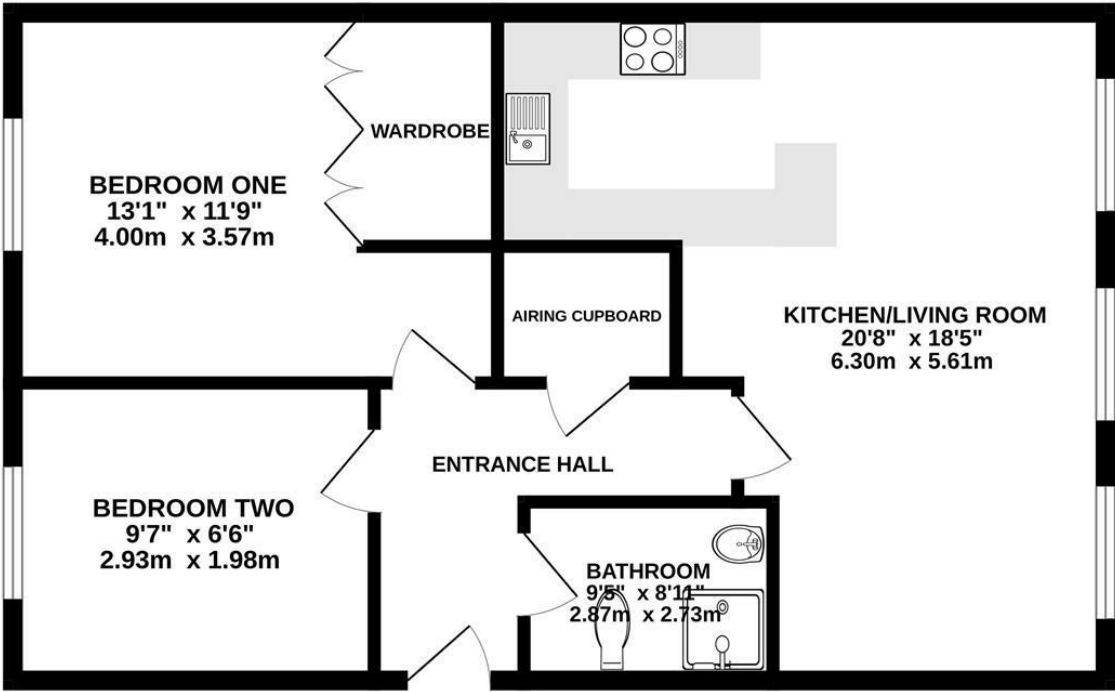 WARDROBE
BEDROOM ONE
13'1" x 11'9"
4.00m x 3.57m
AIRING CUPBOARD
KITCHEN/LIVING ROOM
20'8" x 18'5"
6.30m x 5.61m
ENTRANCE HALL
BEDROOM TWO
9'7" x 6'6"
2.93m x 1.98m
BATHROOM
9'5" x 8'11"
2.87m x 2.73m